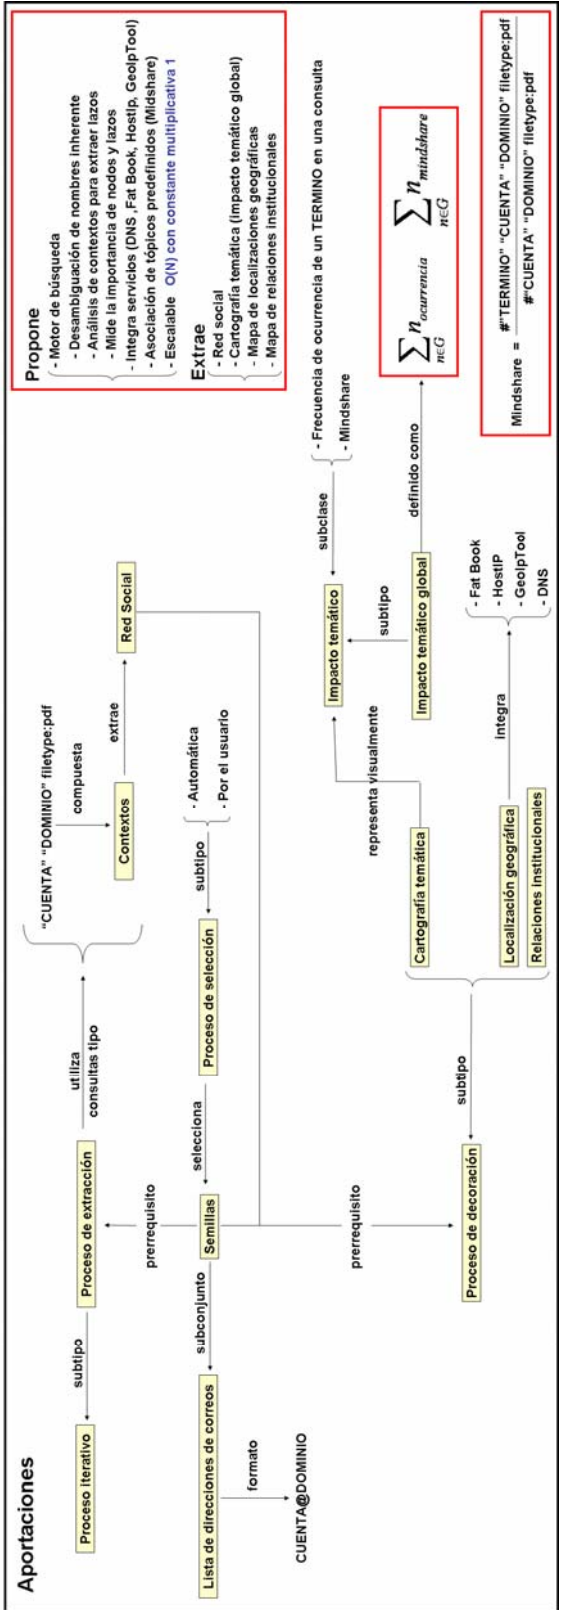 Aportaciones
Proceso iterativo
subtipo
Proceso de extracción
utiliza
consultas tipo
"CUENTA" "DOMINIO" filetype:pdf
compuesta
Contextos
extrae
Red Social
Lista de direcciones de correos
formato
CUENTA@DOMINIO
subconjunto
prerrequisito
Semillas
selecciona
Proceso de selección
subtipo
- Automática
- Por el usuario
prerrequisito
Proceso de decoración
subtipo
Cartografía temática
Localización geográfica
Relaciones institucionales
representa visualmente
Impacto temático
subclase
- Frecuencia de ocurrencia de un TERMINO en una consulta
- Mindshare
subtipo
Impacto temático global
definido como
∑ n∈G n ocurrencia ∑ n∈G n mindshare
integra
- Fat Book
- HostIP
- GeoIpTool
- DNS
Propone
- Motor de búsqueda
- Desambiguación de nombres inherente
- Análisis de contextos para extraer lazos
- Mide la importancia de nodos y lazos
- Integra servicios (DNS ,Fat Book, HostIp, GeoIpTool)
- Asociación de tópicos predefinidos (Midshare)
- Escalable O(N) con constante multiplicativa 1
Extrae
- Red social
- Cartografía temática (impacto temático global)
- Mapa de localizaciones geográficas
- Mapa de relaciones institucionales
Mindshare =
#"TERMINO" "CUENTA" "DOMINIO" filetype:pdf
#"CUENTA" "DOMINIO" filetype:pdf